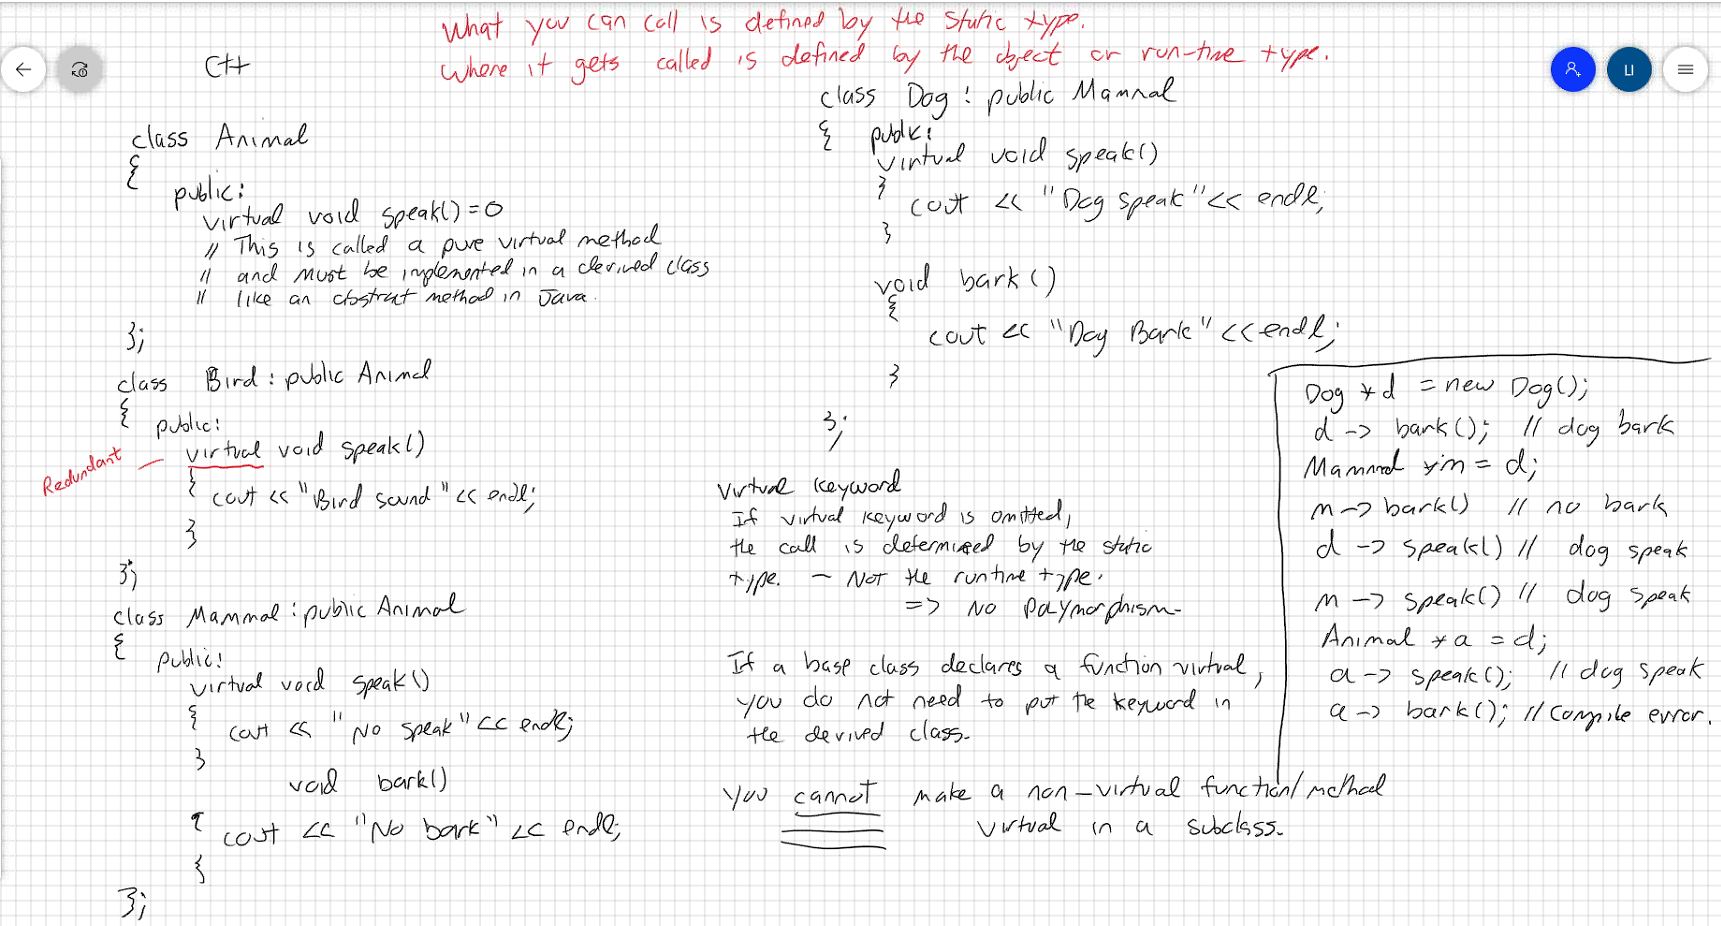 What you can call is defined by the static type.
Where it gets called is defined by the object or run-time type.
C++
class Animal
{
public:
virtual void speak() = 0
// This is called a pure virtual method
// and must be implemented in a derived class
// like an abstract method in Java.
};
class Bird : public Animal
{
public:
Redundant — virtual void speak()
{
cout << "Bird sound" << endl;
}
};
class Mammal : public Animal
{
public:
virtual void speak()
{
cout << "No speak" << endl;
}
void bark()
{
cout << "No bark" << endl;
{
};
class Dog : public Mammal
{
public:
virtual void speak()
}
cout << "Dog speak" << endl;
}
void bark()
{
cout << "Dog Bark" << endl;
}
};
Virtual Keyword
If virtual keyword is omitted,
the call is determined by the static
type. — Not the runtime type.
=> No Polymorphism
If a base class declares a function virtual,
you do not need to put the keyword in
the derived class.
You cannot make a non-virtual function/method
virtual in a subclass.
Dog *d = new Dog();
d -> bark(); // dog bark
Mammal *m = d;
m -> bark() // no bark
d -> speak() // dog speak
m -> speak() // dog speak
Animal *a = d;
a -> speak(); // dog speak
a -> bark(); // Compile error.
LI